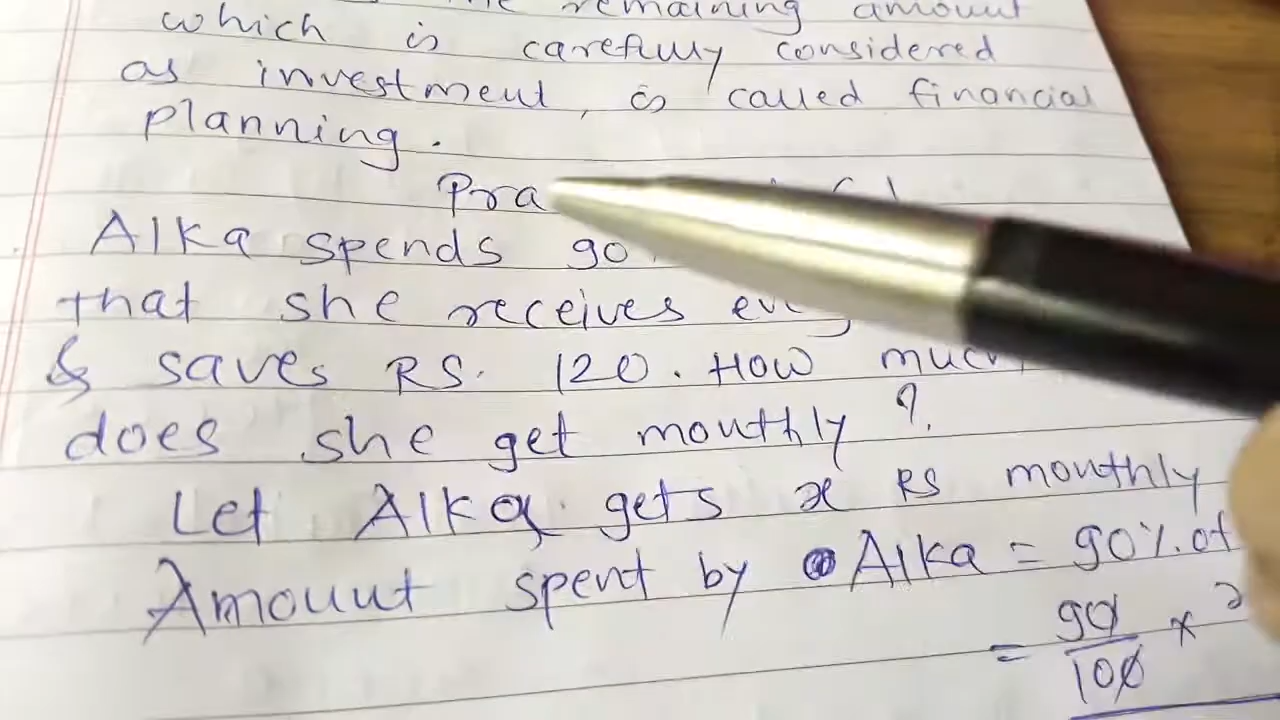 remaining amount
which is carefully considered
as investment, is called financial
planning.
Alka spends 90
that she receives
& saves RS. 120. How much
does she get monthly ?
Let Alka gets x RS monthly
Amount spent by Alka = 90% of
= 90/100 ×